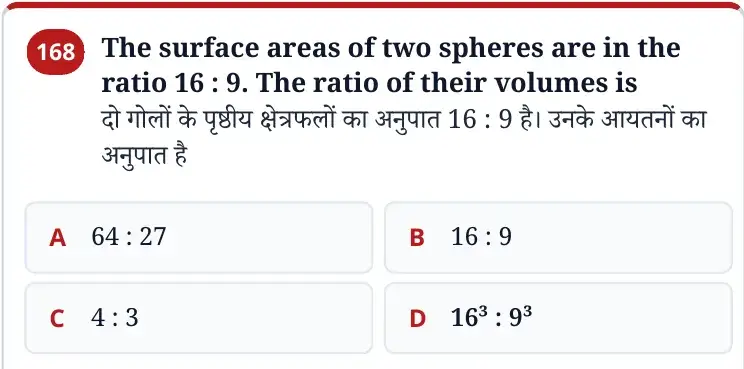 168 The surface areas of two spheres are in the
ratio 16 : 9. The ratio of their volumes is
दो गोलों के पृष्ठीय क्षेत्रफलों का अनुपात 16 : 9 है। उनके आयतनों का
अनुपात है
A 64 : 27
B 16 : 9
C 4 : 3
D 16³ : 9³